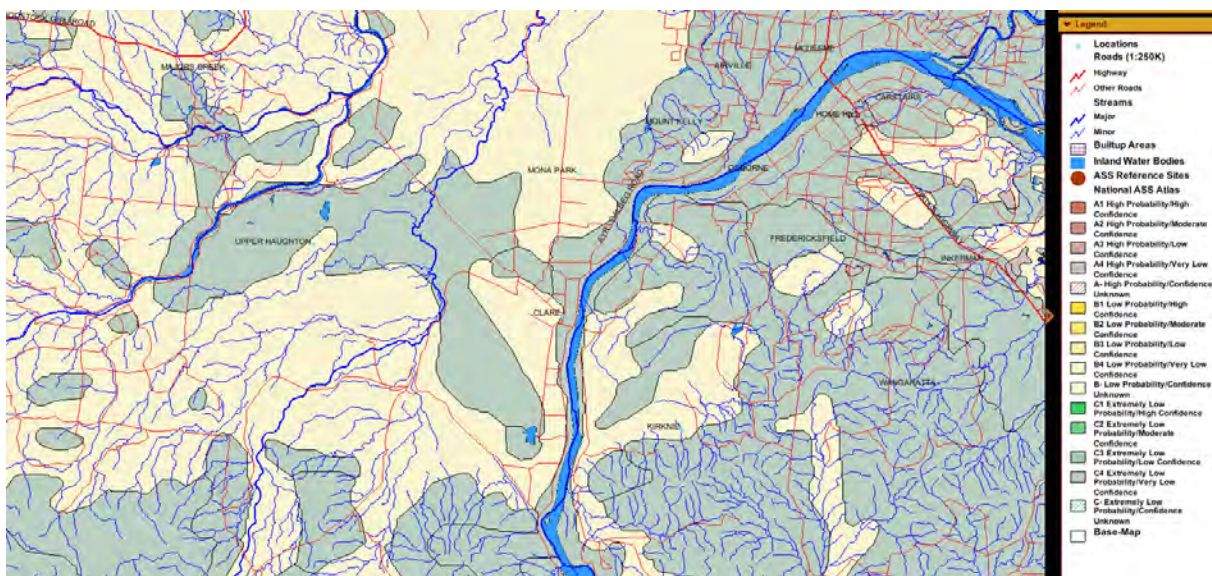 MAJORS CREEK
UPPER HAUGHTON
MONA PARK
CLARE
KIRKNIE
AIRVILLE
MOUNT KELLY
OSBORNE
HOME HILL
CARSTAIRS
FREDERICKSFIELD
INKERMAN
WANGARATTA
Legend
Locations
Roads (1:250K)
Highway
Other Roads
Streams
Major
Minor
Builtup Areas
Inland Water Bodies
ASS Reference Sites
National ASS Atlas
A1 High Probability/High
Confidence
A2 High Probability/Moderate
Confidence
A3 High Probability/Low
Confidence
A4 High Probability/Very Low
Confidence
A- High Probability/Confidence
Unknown
B1 Low Probability/High
Confidence
B2 Low Probability/Moderate
Confidence
B3 Low Probability/Low
Confidence
B4 Low Probability/Very Low
Confidence
B- Low Probability/Confidence
Unknown
C1 Extremely Low
Probability/High Confidence
C2 Extremely Low
Probability/Moderate
Confidence
C3 Extremely Low
Probability/Low Confidence
C4 Extremely Low
Probability/Very Low
Confidence
C- Extremely Low
Probability/Confidence
Unknown
Base-Map